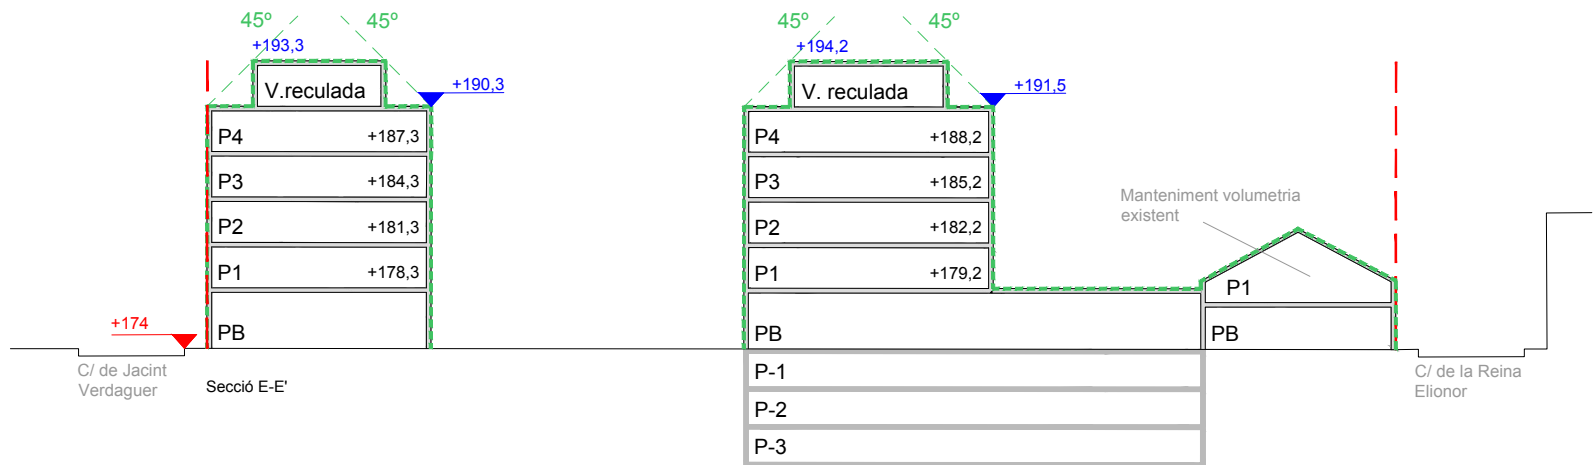 45º
45º
+193,3
+190,3
V.reculada
P4
+187,3
P3
+184,3
P2
+181,3
P1
+178,3
PB
+174
C/ de Jacint
Verdaguer
Secció E-E'
45º
45º
+194,2
+191,5
V. reculada
P4
+188,2
P3
+185,2
P2
+182,2
P1
+179,2
PB
P-1
P-2
P-3
Manteniment volumetria
existent
P1
PB
C/ de la Reina
Elionor